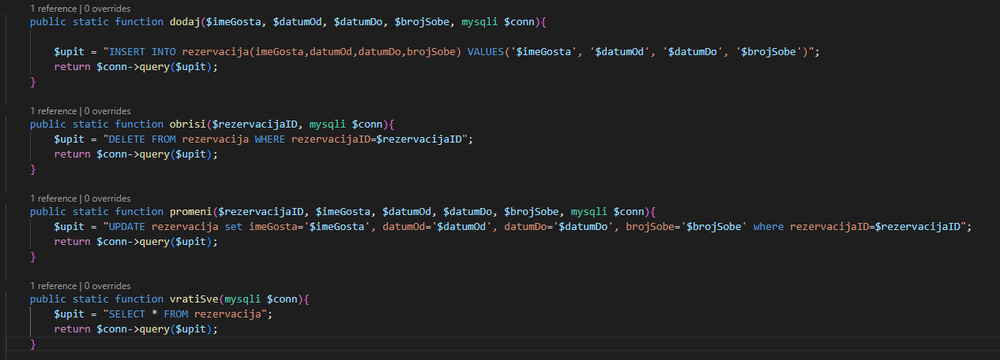 1 reference | 0 overrides
public static function dodaj($imeGosta, $datumOd, $datumDo, $brojSobe, mysqli $conn){
$upit = "INSERT INTO rezervacija(imeGosta,datumOd,datumDo,brojSobe) VALUES('$imeGosta', '$datumOd', '$datumDo', '$brojSobe')";
return $conn->query($upit);
}
1 reference | 0 overrides
public static function obrisi($rezervacijaID, mysqli $conn){
$upit = "DELETE FROM rezervacija WHERE rezervacijaID=$rezervacijaID";
return $conn->query($upit);
}
1 reference | 0 overrides
public static function promeni($rezervacijaID, $imeGosta, $datumOd, $datumDo, $brojSobe, mysqli $conn){
$upit = "UPDATE rezervacija set imeGosta='$imeGosta', datumOd='$datumOd', datumDo='$datumDo', brojSobe='$brojSobe' where rezervacijaID=$rezervacijaID";
return $conn->query($upit);
}
1 reference | 0 overrides
public static function vratiSve(mysqli $conn){
$upit = "SELECT * FROM rezervacija";
return $conn->query($upit);
}